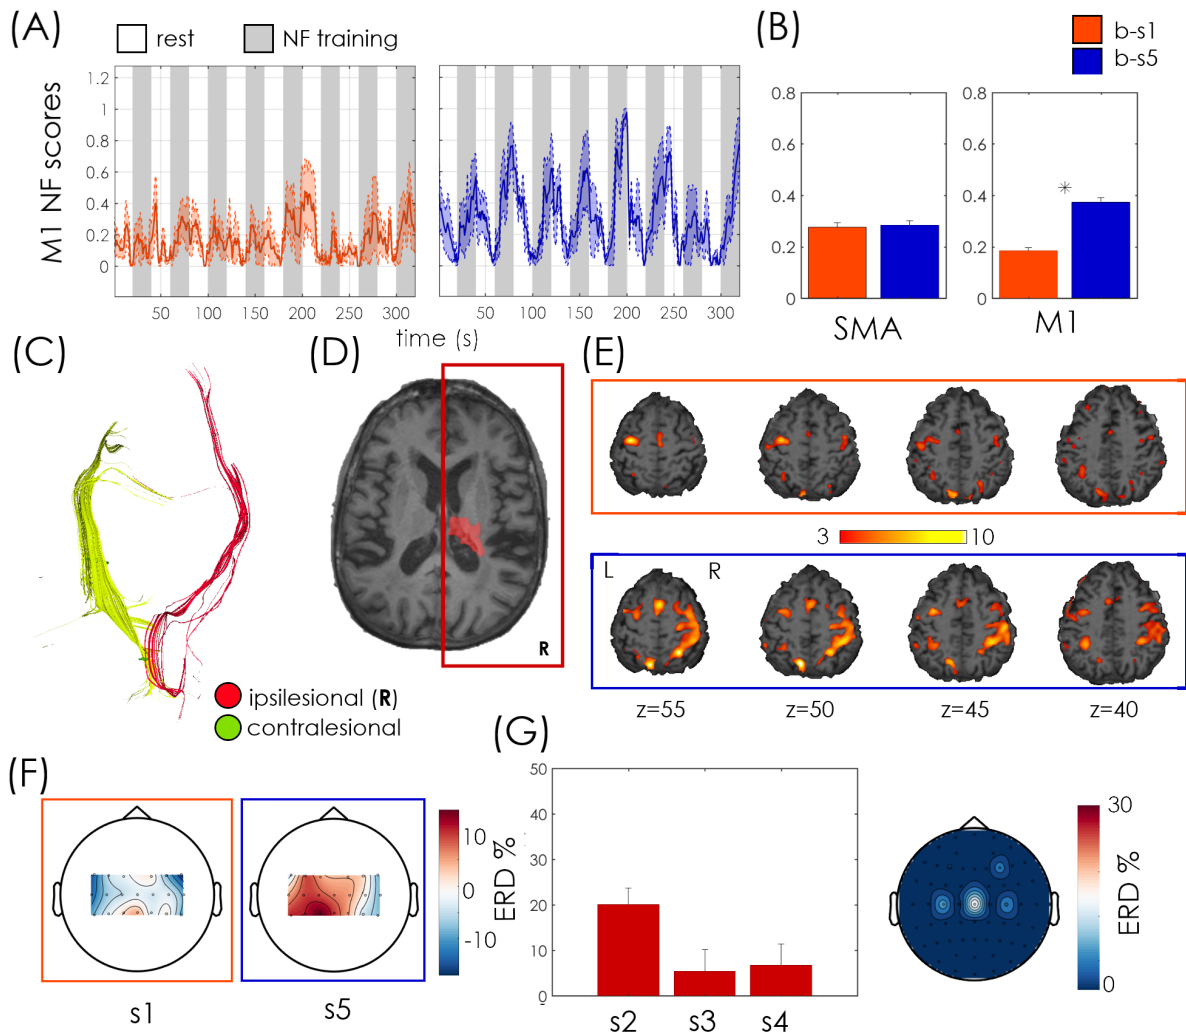 (A)
rest
NF training
M1 NF scores
1.2
1
0.8
0.6
0.4
0.2
0
50
100
150
200
250
300
50
100
150
200
250
300
time (s)
(B)
b-s1
b-s5
0.8
0.6
0.4
0.2
0
SMA
0.8
0.6
0.4
0.2
0
*
M1
(C)
ipsilesional (R)
contralesional
(D)
R
(E)
3
10
L
R
z=55
z=50
z=45
z=40
(F)
s1
s5
10
0
-10
ERD %
(G)
50
40
30
20
10
0
s2
s3
s4
30
0
ERD %